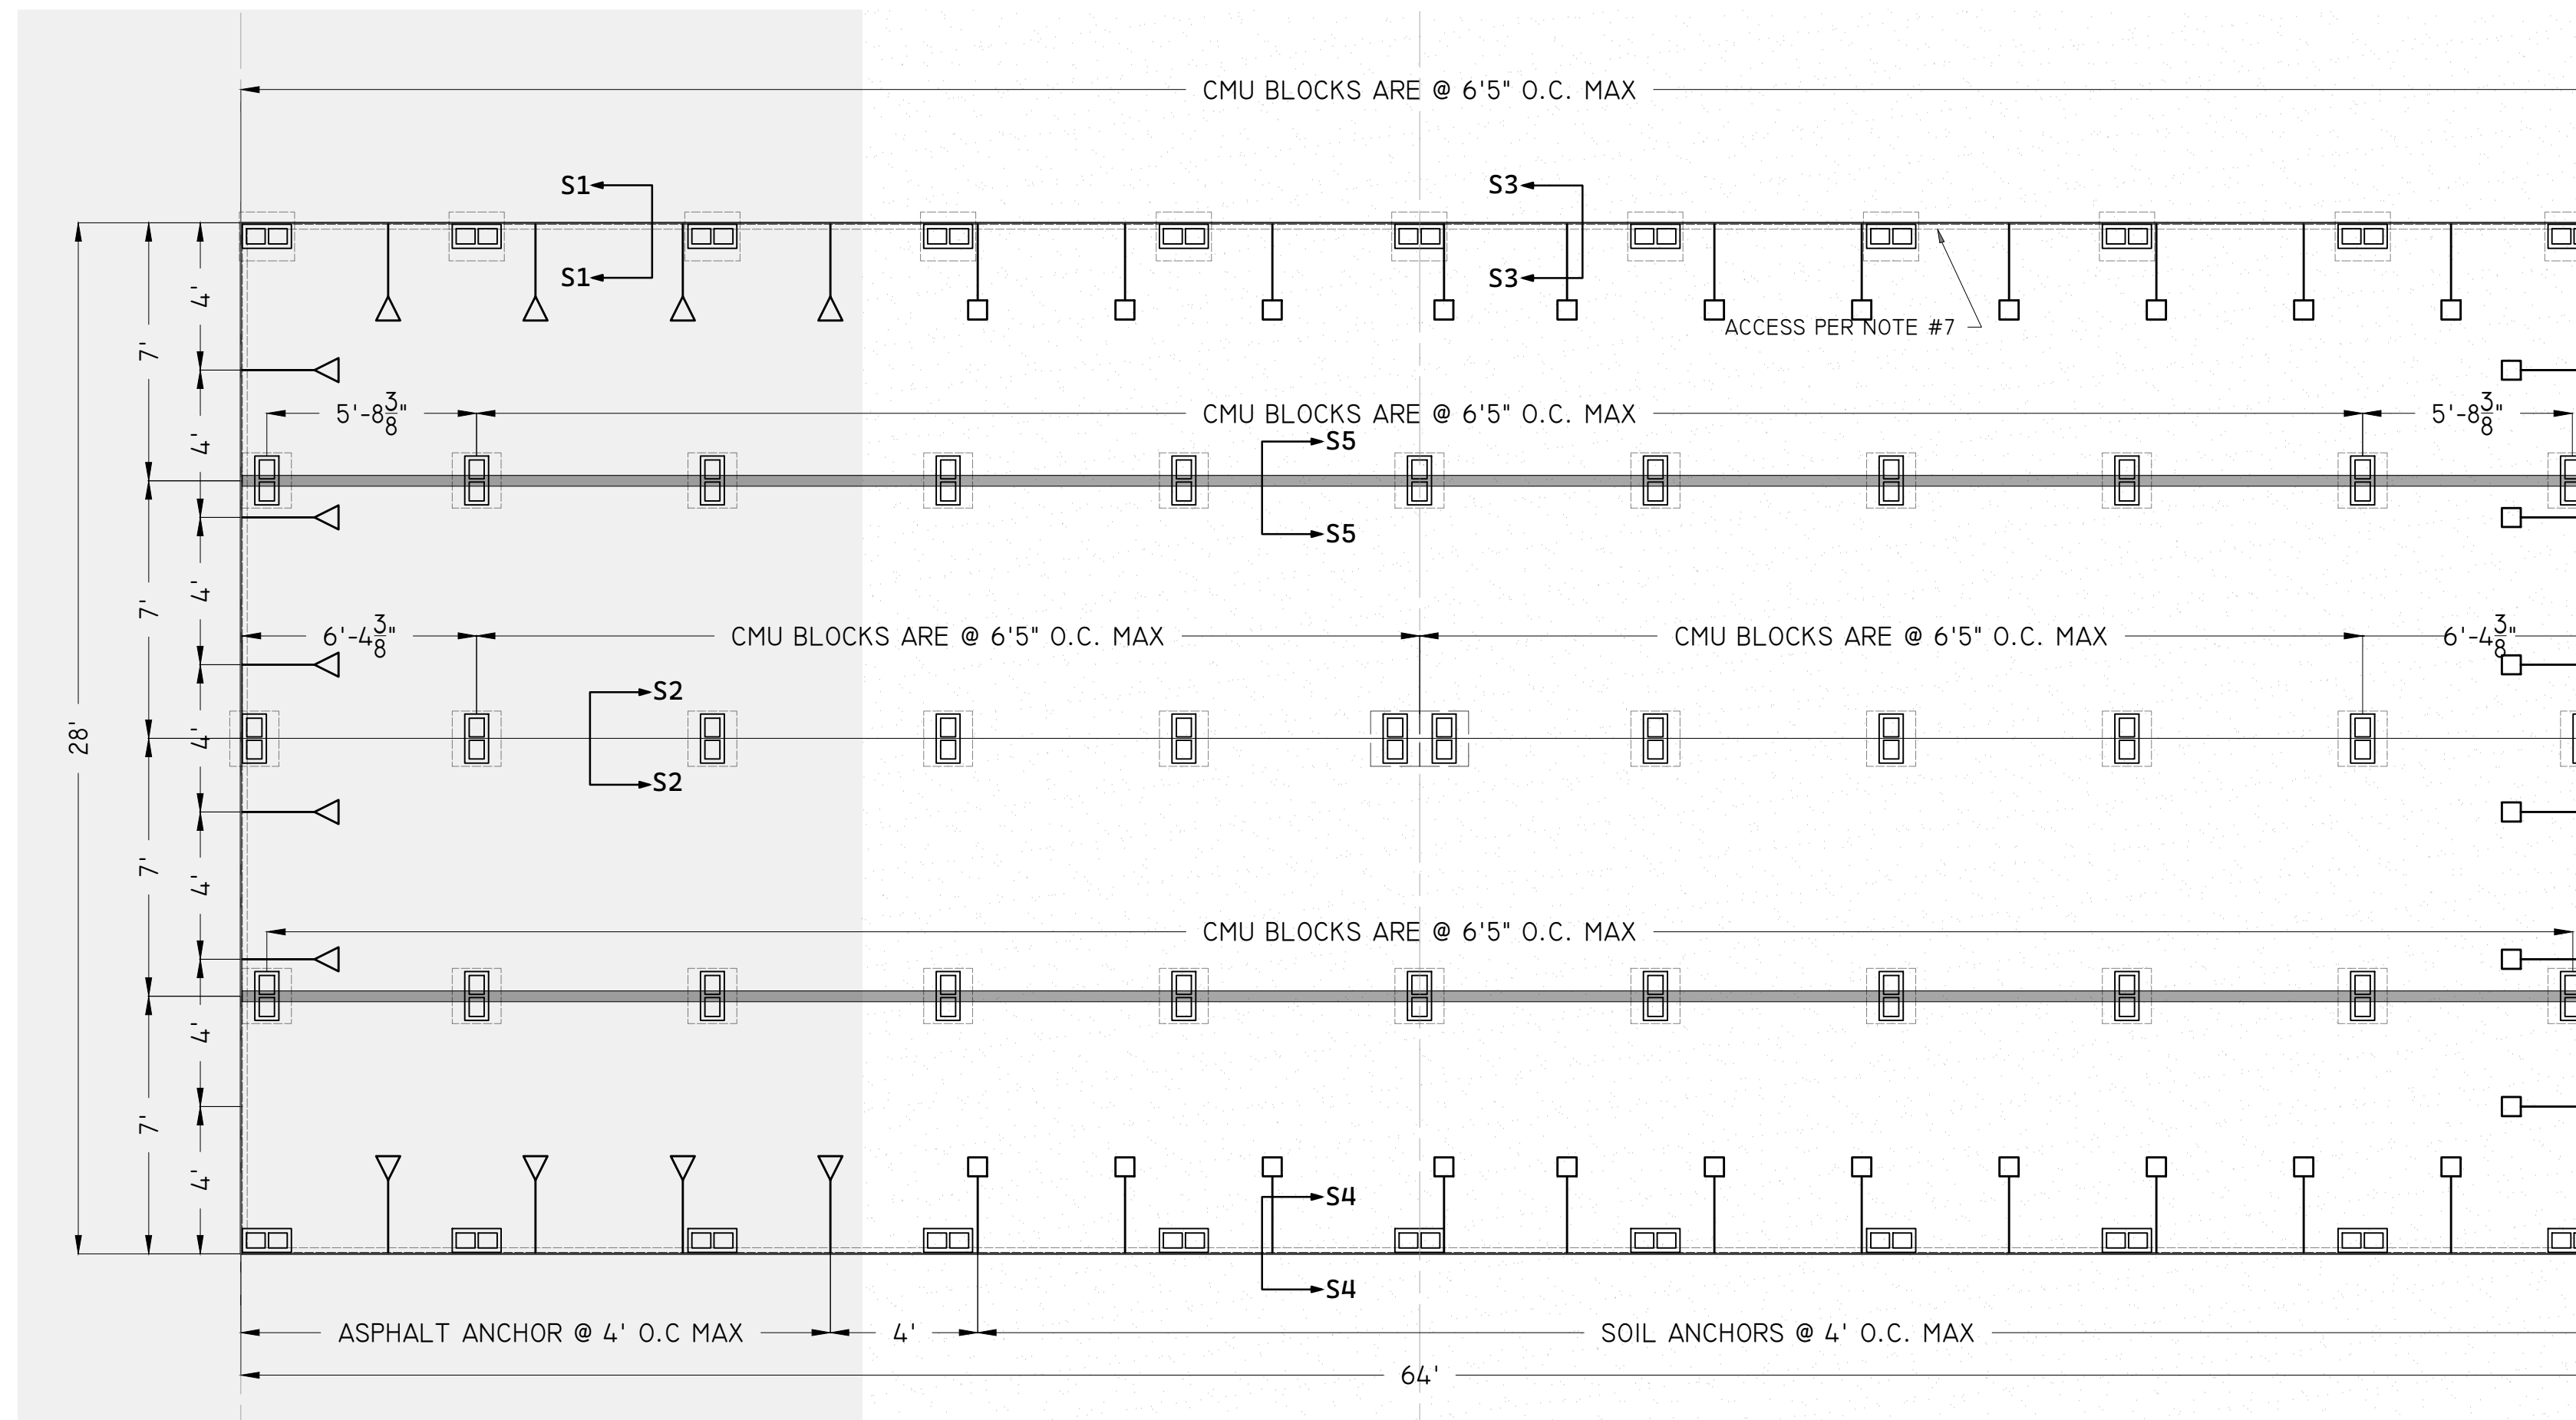 CMU BLOCKS ARE @ 6'5" O.C. MAX
S1
S3
S1
S3
4'
ACCESS PER NOTE #7
7'
5'-8 3/8"
CMU BLOCKS ARE @ 6'5" O.C. MAX
5'-8 3/8"
4'
S5
S5
4'
7'
6'-4 3/8"
CMU BLOCKS ARE @ 6'5" O.C. MAX
CMU BLOCKS ARE @ 6'5" O.C. MAX
6'-4 3/8"
S2
28'
4'
S2
7'
4'
CMU BLOCKS ARE @ 6'5" O.C. MAX
4'
7'
4'
S4
S4
ASPHALT ANCHOR @ 4' O.C MAX
4'
SOIL ANCHORS @ 4' O.C. MAX
64'